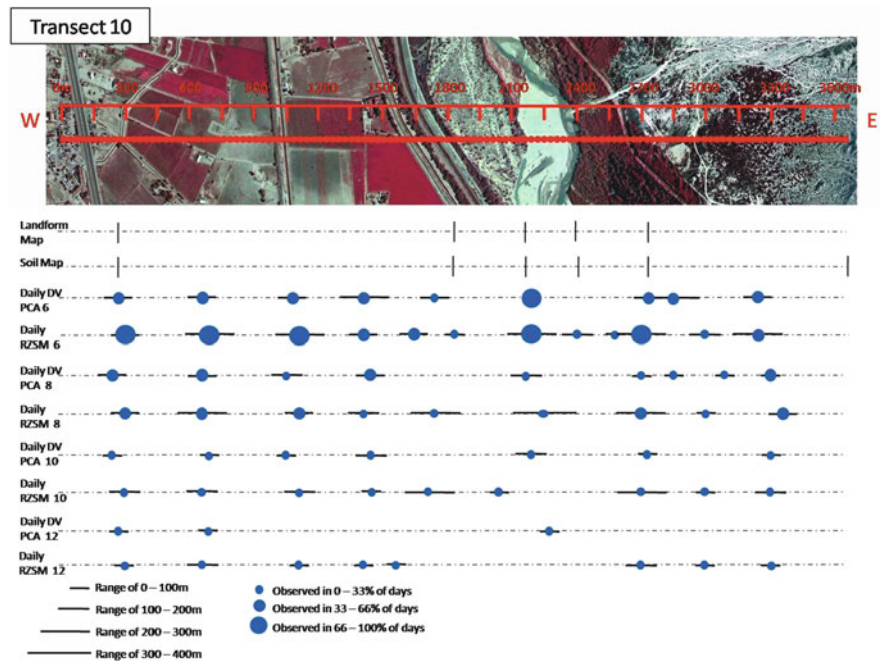 Transect 10
0m 300 600 900 1200 1500 1800 2100 2400 2700 3000 3300 3600m
W E
Landform
Map
Soil Map
Daily DV
PCA 6
Daily
RZSM 6
Daily DV
PCA 8
Daily
RZSM 8
Daily DV
PCA 10
Daily
RZSM 10
Daily DV
PCA 12
Daily
RZSM 12
Range of 0 – 100m
Range of 100 – 200m
Range of 200 – 300m
Range of 300 – 400m
Observed in 0 – 33% of days
Observed in 33 – 66% of days
Observed in 66 – 100% of days